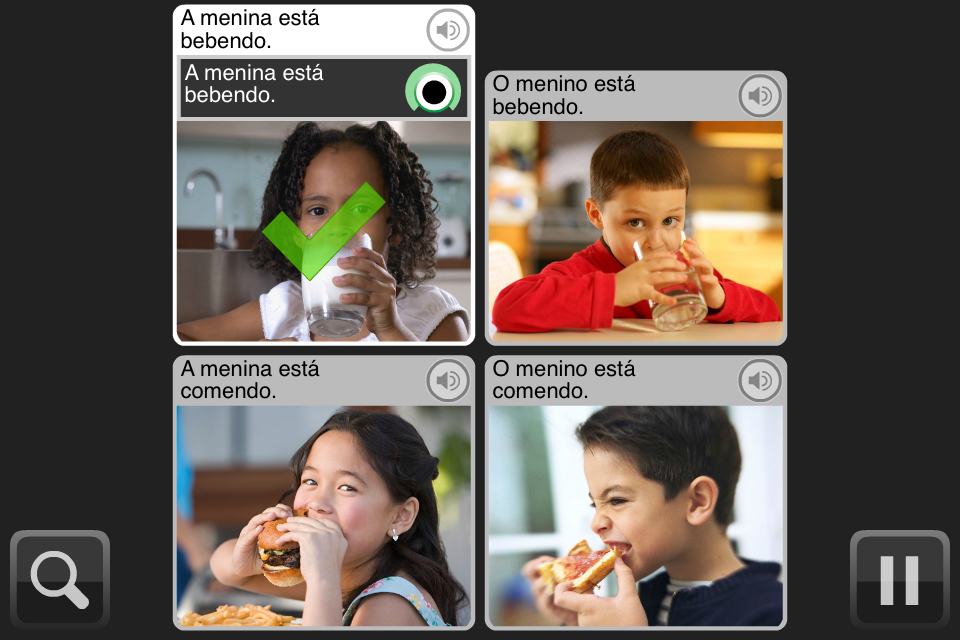 A menina está
bebendo.
A menina está
bebendo.
O menino está
bebendo.
A menina está
comendo.
O menino está
comendo.